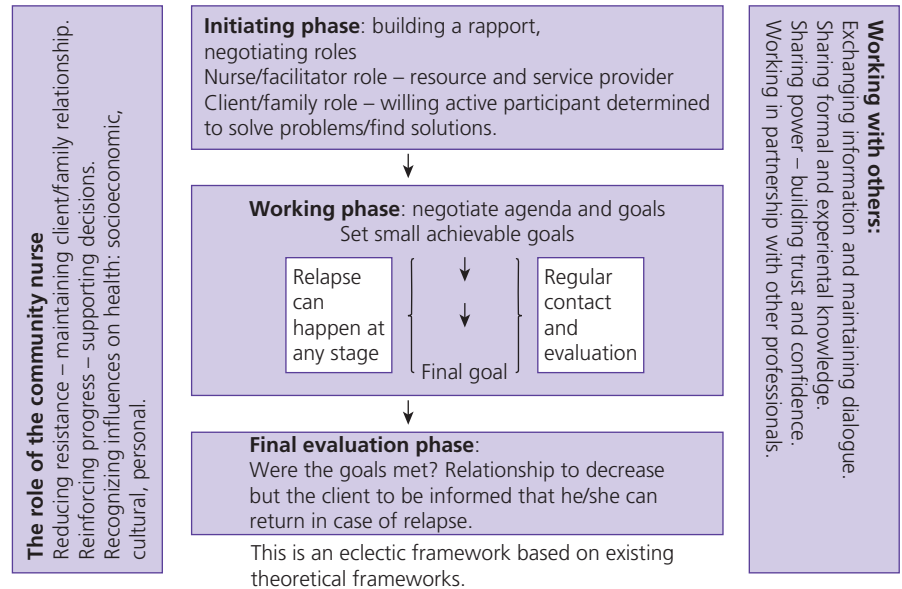 The role of the community nurse
Reducing resistance – maintaining client/family relationship.
Reinforcing progress – supporting decisions.
Recognizing influences on health: socioeconomic,
cultural, personal.
Initiating phase: building a rapport,
negotiating roles
Nurse/facilitator role – resource and service provider
Client/family role – willing active participant determined
to solve problems/find solutions.
Working phase: negotiate agenda and goals
Set small achievable goals
Relapse
can
happen at
any stage
Final goal
Regular
contact
and
evaluation
Final evaluation phase:
Were the goals met? Relationship to decrease
but the client to be informed that he/she can
return in case of relapse.
This is an eclectic framework based on existing
theoretical frameworks.
Working with others:
Exchanging information and maintaining dialogue.
Sharing formal and experiential knowledge.
Sharing power – building trust and confidence.
Working in partnership with other professionals.